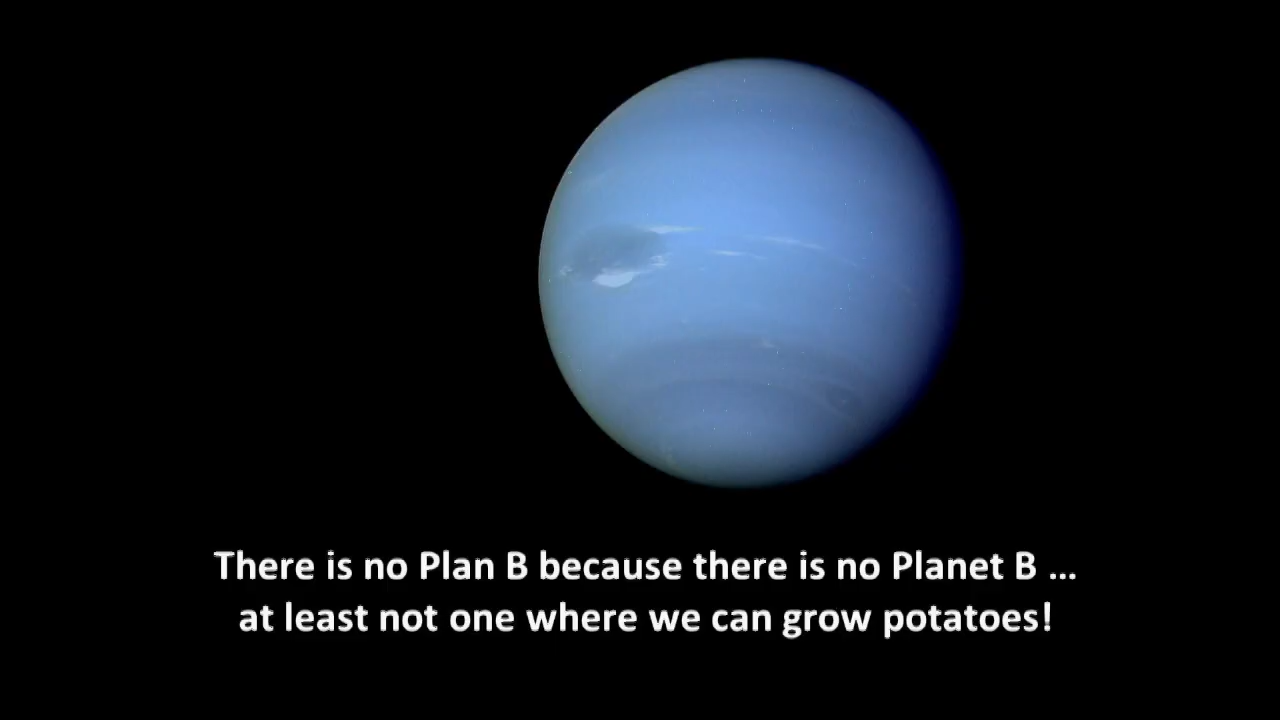 There is no Plan B because there is no Planet B ...
at least not one where we can grow potatoes!